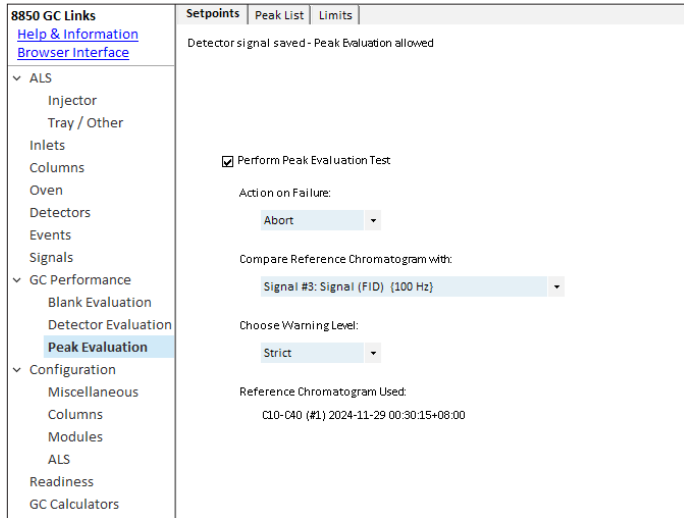 8850 GC Links
Help & Information
Browser Interface
ALS
Injector
Tray / Other
Inlets
Columns
Oven
Detectors
Events
Signals
GC Performance
Blank Evaluation
Detector Evaluation
Peak Evaluation
Configuration
Miscellaneous
Columns
Modules
ALS
Readiness
GC Calculators
Setpoints Peak List Limits
Detector signal saved - Peak Evaluation allowed
Perform Peak Evaluation Test
Action on Failure:
Abort
Compare Reference Chromatogram with:
Signal #3: Signal (FID) {100 Hz}
Choose Warning Level:
Strict
Reference Chromatogram Used:
C10-C40 (#1) 2024-11-29 00:30:15+08:00